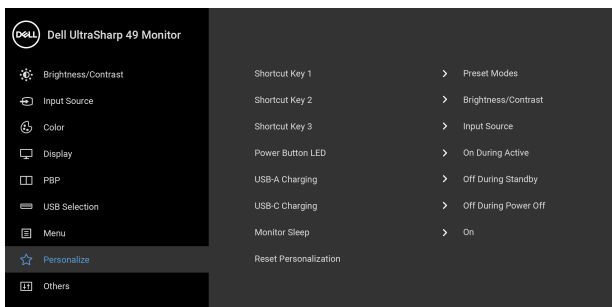 DELL Dell UltraSharp 49 Monitor
Brightness/Contrast
Input Source
Color
Display
PBP
USB Selection
Menu
Personalize
Others
Shortcut Key 1 > Preset Modes
Shortcut Key 2 > Brightness/Contrast
Shortcut Key 3 > Input Source
Power Button LED > On During Active
USB-A Charging > Off During Standby
USB-C Charging > Off During Power Off
Monitor Sleep > On
Reset Personalization